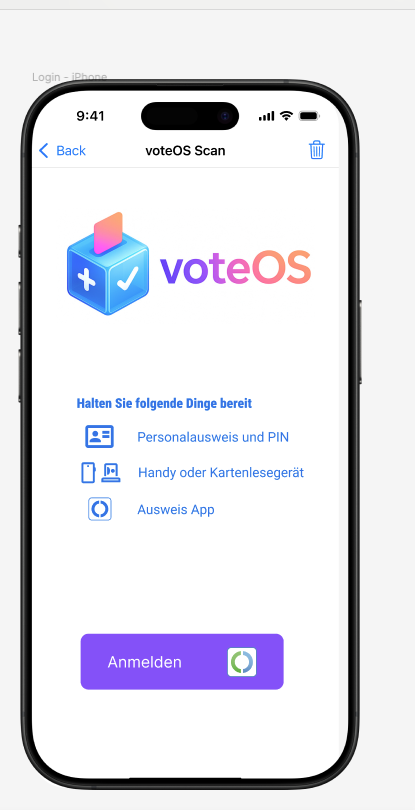 Login - iPhone
9:41
Back
voteOS Scan
voteOS
Halten Sie folgende Dinge bereit
Personalausweis und PIN
Handy oder Kartenlesegerät
Ausweis App
Anmelden